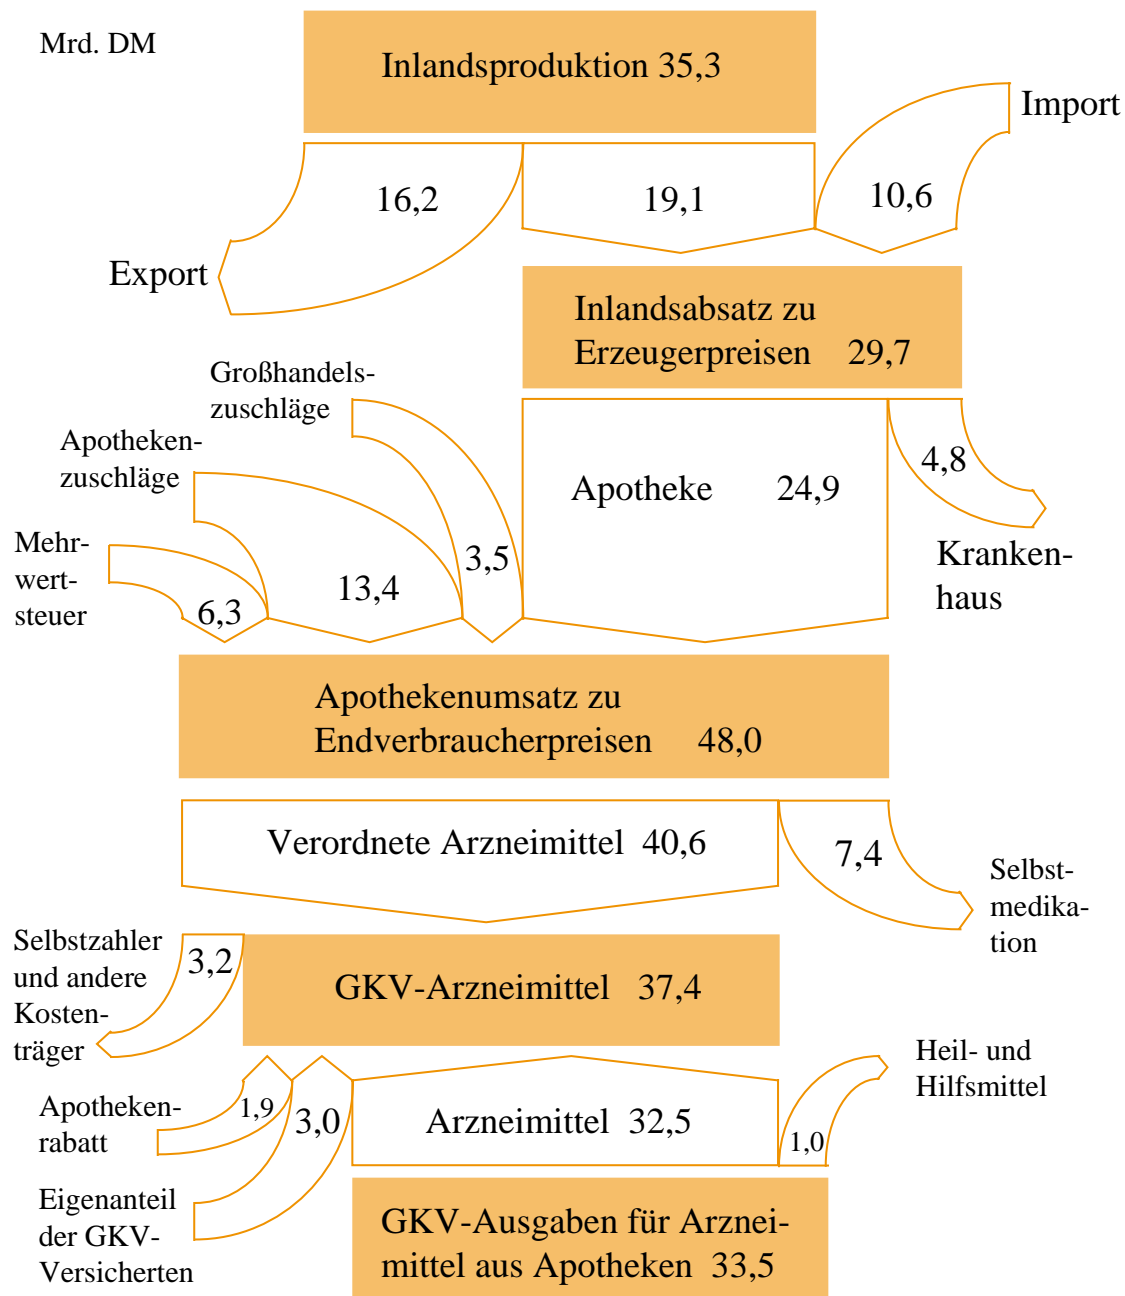 Mrd. DM
Inlandsproduktion 35,3
Import
16,2
19,1
10,6
Export
Inlandsabsatz zu
Erzeugerpreisen 29,7
Großhandels-
zuschläge
Apotheken-
zuschläge
Mehr-
wert-
steuer
6,3
13,4
3,5
Apotheke 24,9
4,8
Kranken-
haus
Apothekenumsatz zu
Endverbraucherpreisen 48,0
Verordnete Arzneimittel 40,6
7,4
Selbst-
medika-
tion
Selbstzahler
und andere
Kosten-
träger
3,2
GKV-Arzneimittel 37,4
Apotheken-
rabatt
1,9
3,0
Arzneimittel 32,5
1,0
Heil- und
Hilfsmittel
Eigenanteil
der GKV-
Versicherten
GKV-Ausgaben für Arznei-
mittel aus Apotheken 33,5